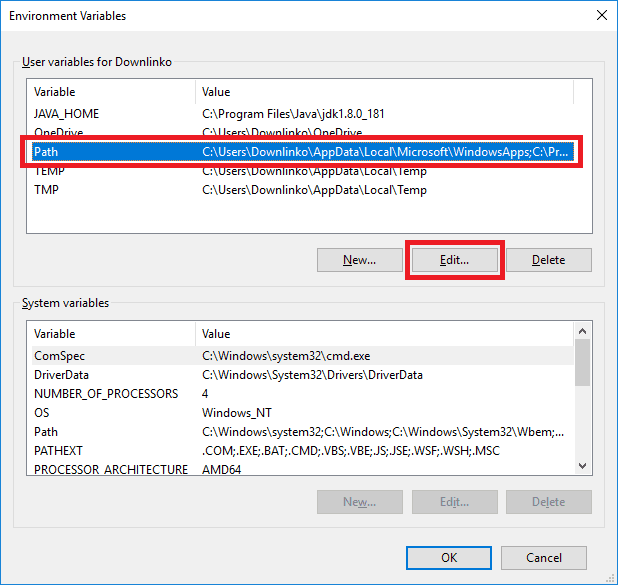 Environment Variables
User variables for Downlinko
Variable Value
JAVA_HOME C:\Program Files\Java\jdk1.8.0_181
OneDrive C:\Users\Downlinko\OneDrive
Path C:\Users\Downlinko\AppData\Local\Microsoft\WindowsApps;C:\Pr...
TEMP C:\Users\Downlinko\AppData\Local\Temp
TMP C:\Users\Downlinko\AppData\Local\Temp
New... Edit... Delete
System variables
Variable Value
ComSpec C:\Windows\system32\cmd.exe
DriverData C:\Windows\System32\Drivers\DriverData
NUMBER_OF_PROCESSORS 4
OS Windows_NT
Path C:\Windows\system32;C:\Windows;C:\Windows\System32\Wbem;...
PATHEXT .COM;.EXE;.BAT;.CMD;.VBS;.VBE;.JS;.JSE;.WSF;.WSH;.MSC
PROCESSOR_ARCHITECTURE AMD64
New... Edit... Delete
OK Cancel